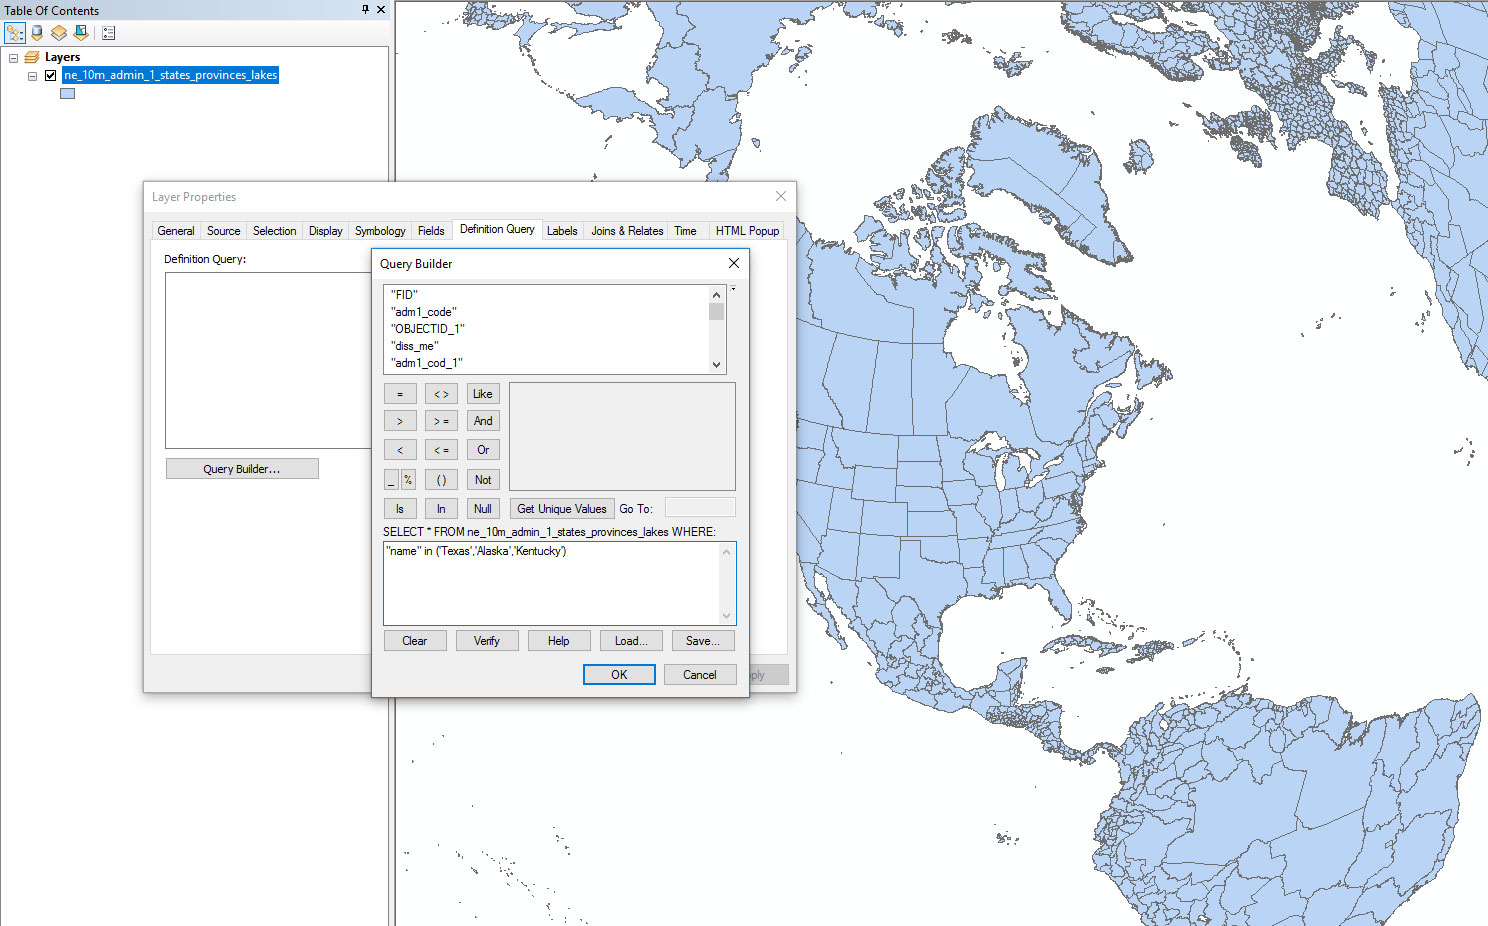 Table Of Contents
Layers
ne_10m_admin_1_states_provinces_lakes
Layer Properties
General Source Selection Display Symbology Fields Definition Query Labels Joins & Relates Time HTML Popup
Definition Query:
Query Builder...
Query Builder
"FID"
"adm1_code"
"OBJECTID_1"
"diss_me"
"adm1_cod_1"
= < > Like
> > = And
< < = Or
_ % ( ) Not
Is In Null Get Unique Values Go To:
SELECT * FROM ne_10m_admin_1_states_provinces_lakes WHERE:
"name" in ('Texas','Alaska','Kentucky')
Clear Verify Help Load... Save...
OK Cancel